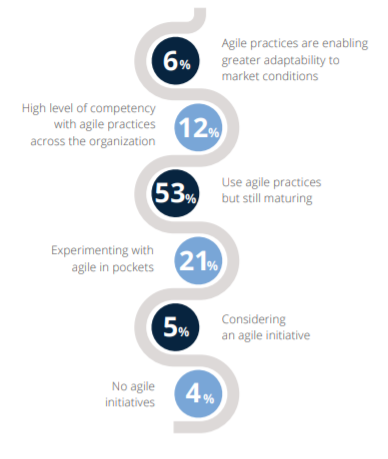 6%
Agile practices are enabling
greater adaptability to
market conditions
High level of competency
with agile practices
across the organization
12%
53%
Use agile practices
but still maturing
Experimenting with
agile in pockets
21%
5%
Considering
an agile initiative
No agile
initiatives
4%